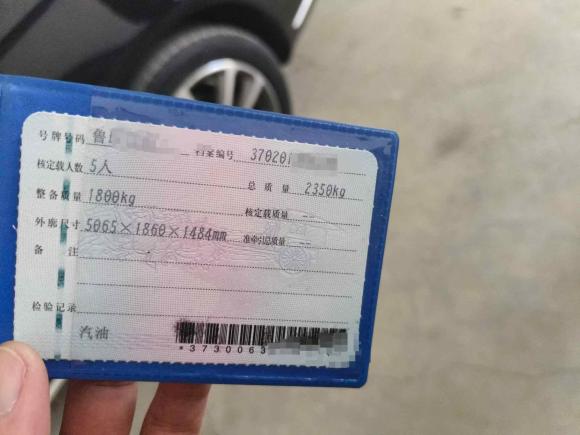 号牌号码 鲁 档案编号 370201
核定载人数 5人 总质量 2350kg
整备质量 1800kg 核定载质量 --
外廓尺寸 5065×1860×1484mm 准牵引总质量 --
备注
检验记录
汽油
*3730063